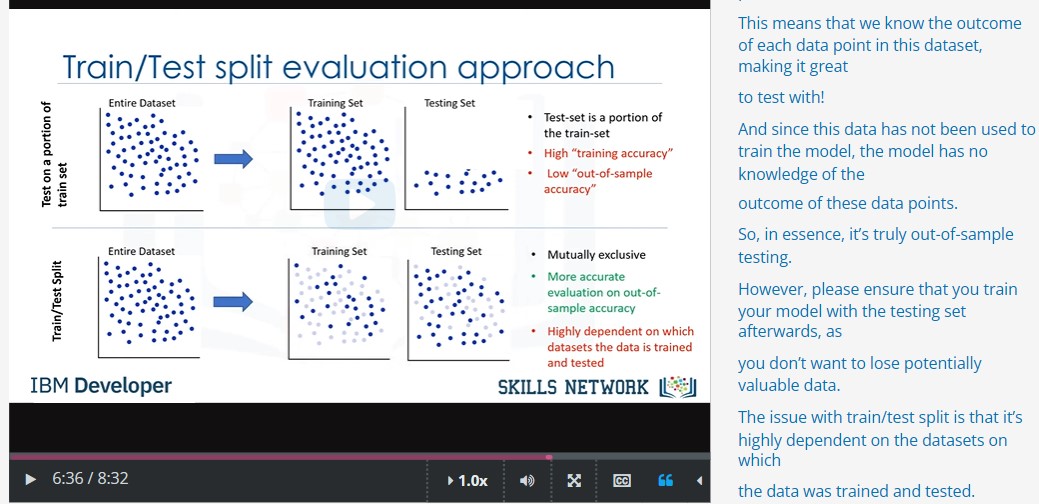 Train/Test split evaluation approach
Test on a portion of
train set
Entire Dataset
Training Set
Testing Set
• Test-set is a portion of
the train-set
• High “training accuracy”
• Low “out-of-sample
accuracy”
Train/Test Split
Entire Dataset
Training Set
Testing Set
• Mutually exclusive
• More accurate
evaluation on out-of-
sample accuracy
• Highly dependent on which
datasets the data is trained
and tested
IBM Developer
SKILLS NETWORK
6:36 / 8:32
1.0x
CC
This means that we know the outcome
of each data point in this dataset,
making it great
to test with!
And since this data has not been used to
train the model, the model has no
knowledge of the
outcome of these data points.
So, in essence, it’s truly out-of-sample
testing.
However, please ensure that you train
your model with the testing set
afterwards, as
you don’t want to lose potentially
valuable data.
The issue with train/test split is that it’s
highly dependent on the datasets on
which
the data was trained and tested.